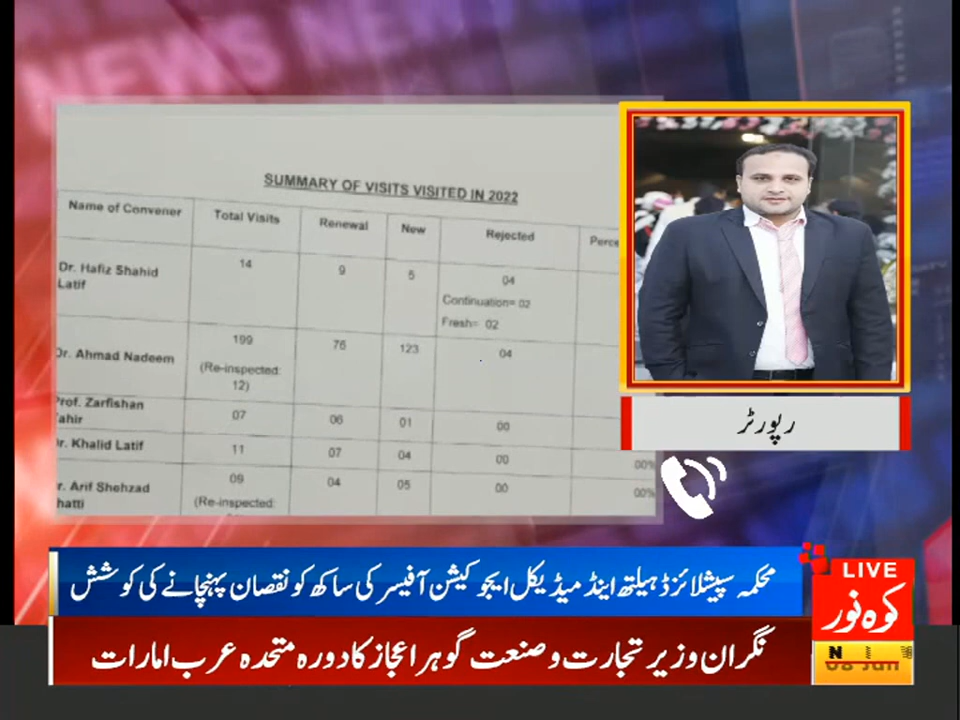 NEWS NEWS
SUMMARY OF VISITS VISITED IN 2022
Name of Convener Total Visits Renewal New Rejected
Dr. Hafiz Shahid Latif 14 9 5 04
Continuation= 02
Fresh= 02
Dr. Ahmad Nadeem 199 76 123 04
(Re-inspected: 12)
Prof. Zarfishan Tahir 07 06 01 00
Dr. Khalid Latif 11 07 04 00 00%
Dr. Arif Shehzad 09 04 05 00 00%
(Re-inspected:
رپورٹر
محکمہ سپیشلائزڈ ہیلتھ اینڈ میڈیکل ایجوکیشن آفیسر کی ساکھ کو نقصان پہنچانے کی کوشش
نگران وزیر تجارت و صنعت گوہر اعجاز کا دورہ متحدہ عرب امارات
LIVE
کوہ نور